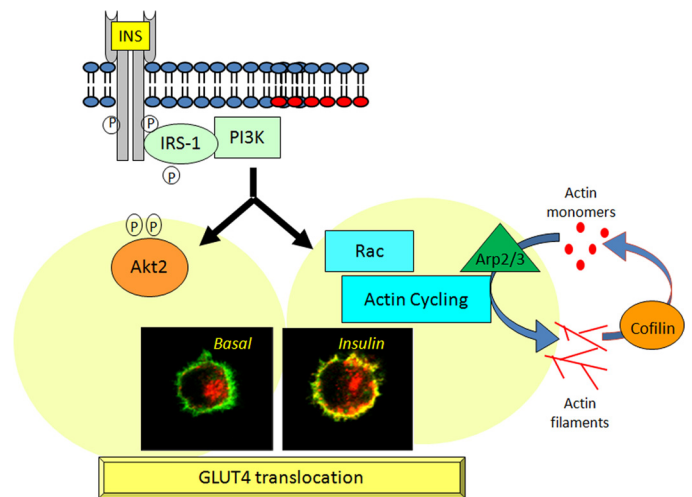 INS
P
P
IRS-1
PI3K
P
P P
Akt2
Rac
Actin Cycling
Arp2/3
Actin
monomers
Cofilin
Actin
filaments
Basal
Insulin
GLUT4 translocation